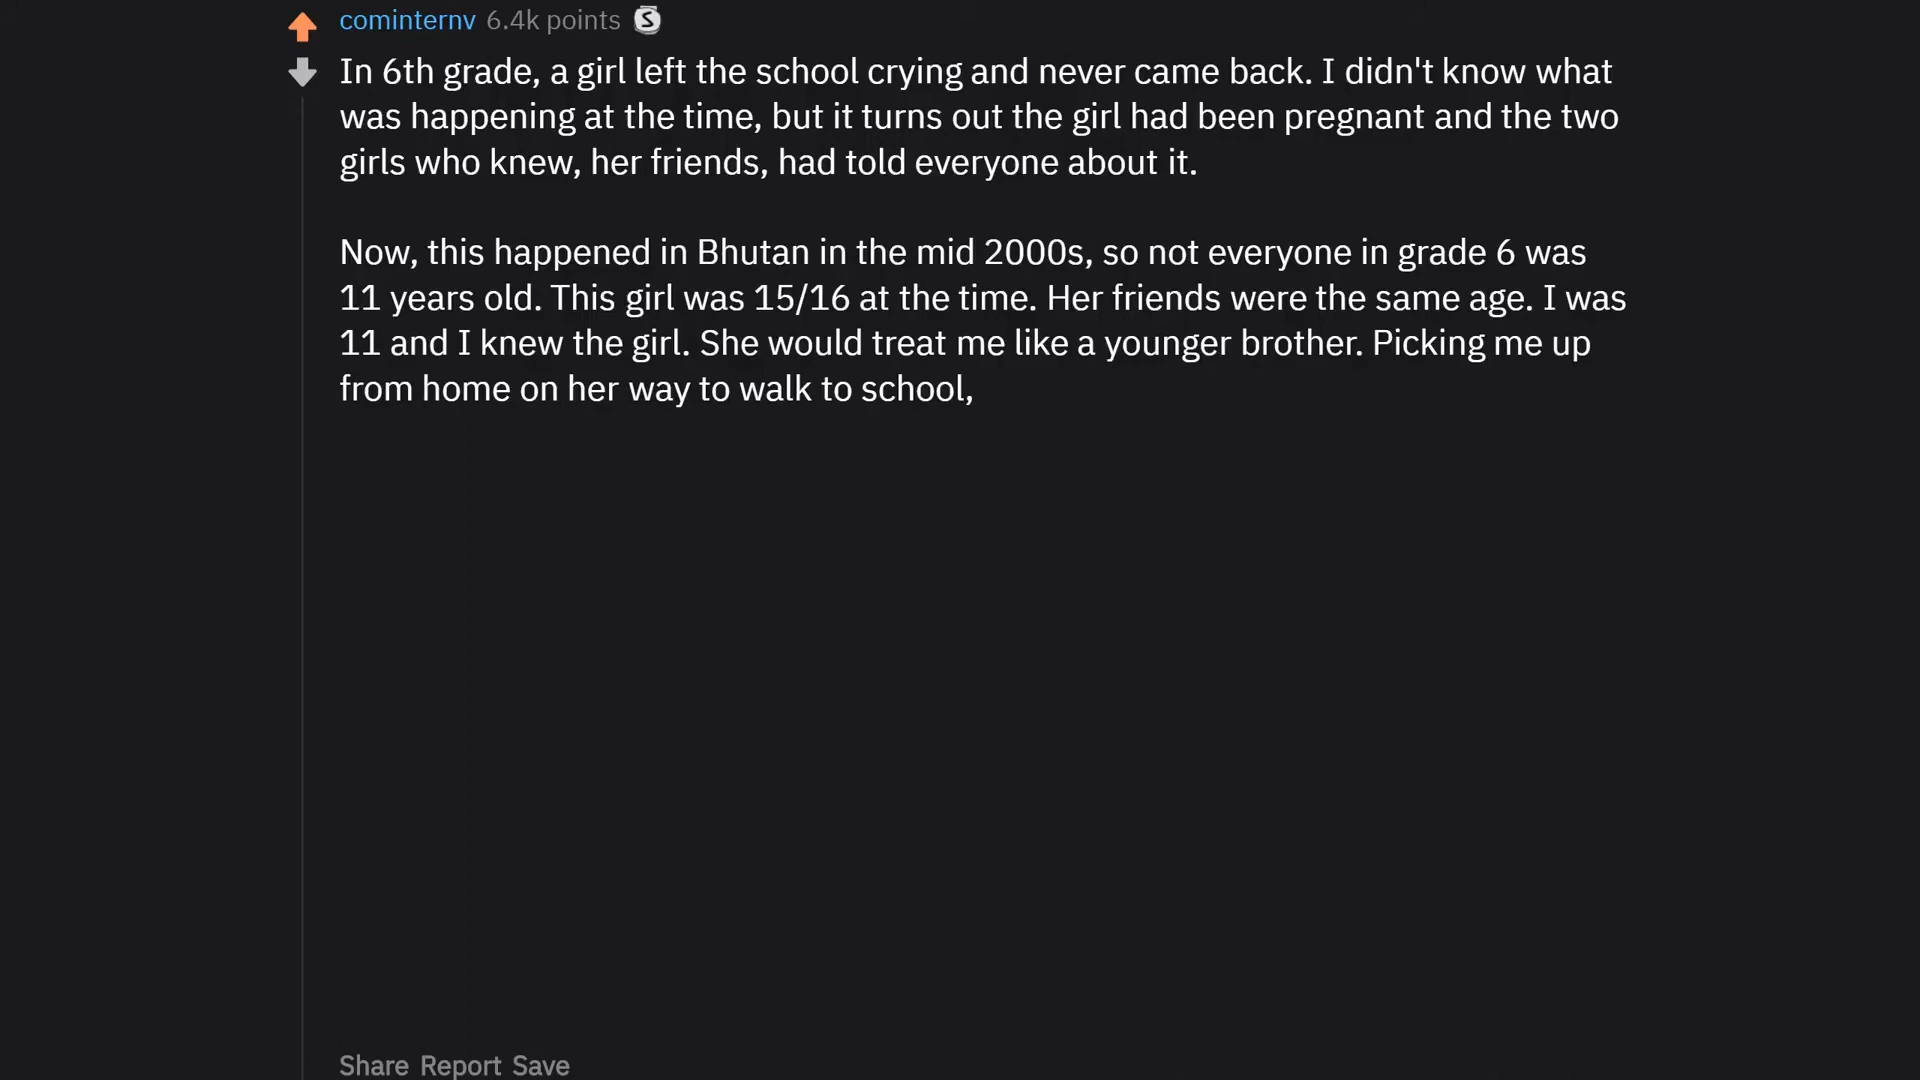 cominternv 6.4k points S
In 6th grade, a girl left the school crying and never came back. I didn't know what
was happening at the time, but it turns out the girl had been pregnant and the two
girls who knew, her friends, had told everyone about it.
Now, this happened in Bhutan in the mid 2000s, so not everyone in grade 6 was
11 years old. This girl was 15/16 at the time. Her friends were the same age. I was
11 and I knew the girl. She would treat me like a younger brother. Picking me up
from home on her way to walk to school,
Share Report Save